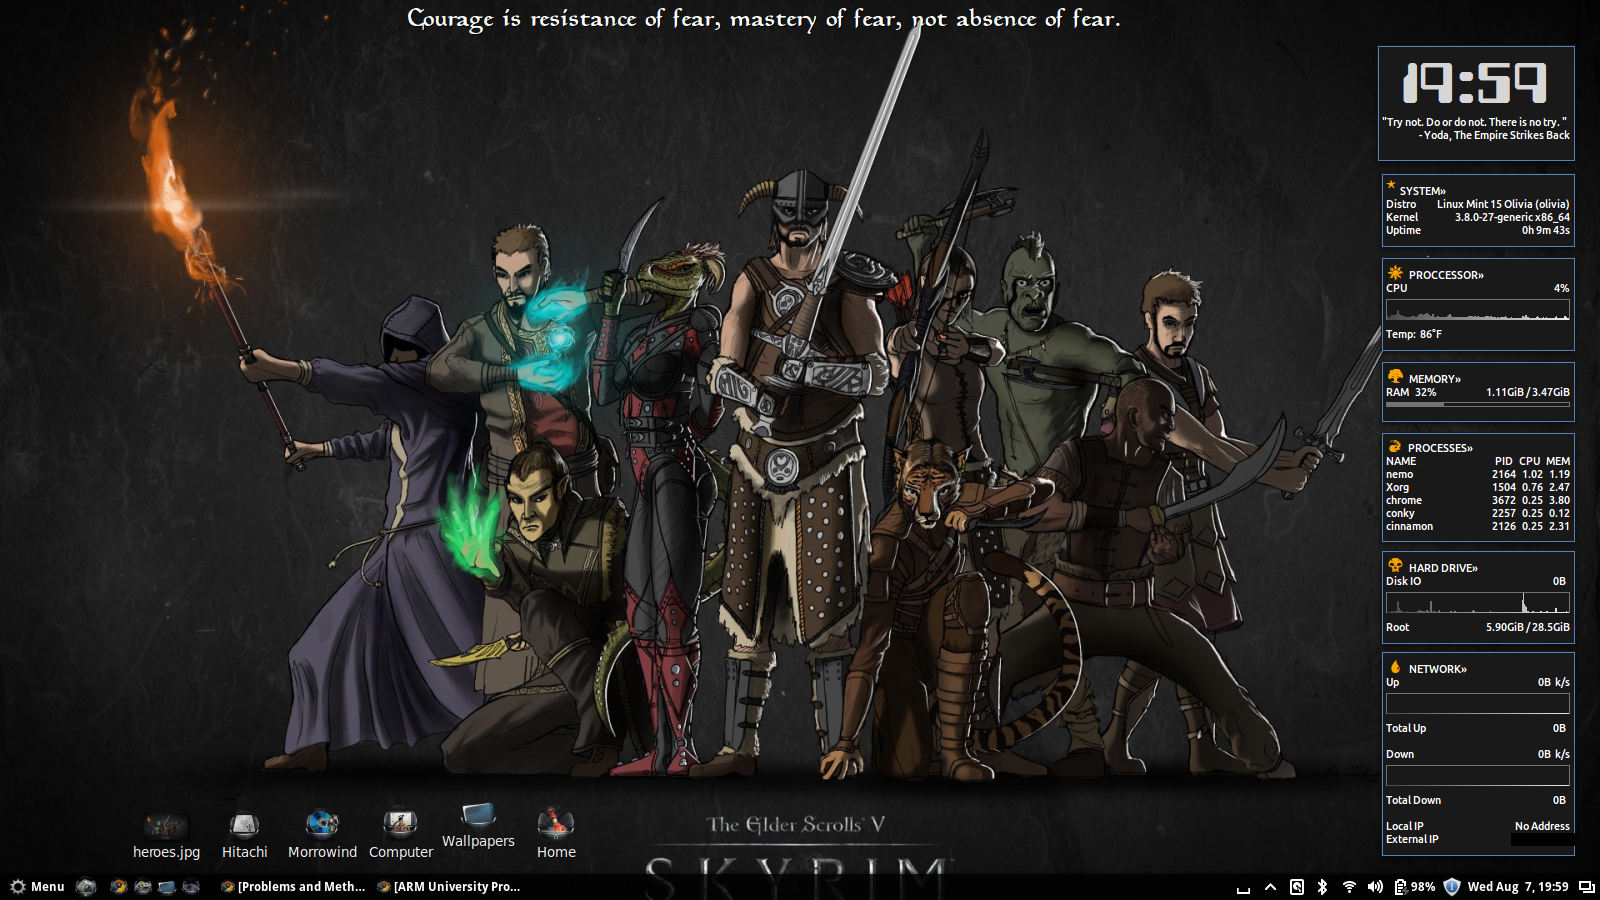 Courage is resistance of fear, mastery of fear, not absence of fear.
19:59
"Try not. Do or do not. There is no try. "
- Yoda, The Empire Strikes Back
SYSTEM»
Distro Linux Mint 15 Olivia (olivia)
Kernel 3.8.0-27-generic x86_64
Uptime 0h 9m 43s
PROCCESSOR»
CPU 4%
Temp: 86°F
MEMORY»
RAM 32% 1.11GiB / 3.47GiB
PROCESSES»
NAME PID CPU MEM
nemo 2164 1.02 1.19
Xorg 1504 0.76 2.47
chrome 3672 0.25 3.80
conky 2257 0.25 0.12
cinnamon 2126 0.25 2.31
HARD DRIVE»
Disk IO 0B
Root 5.90GiB / 28.5GiB
NETWORK»
Up 0B k/s
Total Up 0B
Down 0B k/s
Total Down 0B
Local IP No Address
External IP
The Elder Scrolls V
SKYRIM
heroes.jpg Hitachi Morrowind Computer Wallpapers Home
Menu [Problems and Meth... [ARM University Pro... 98% Wed Aug 7, 19:59